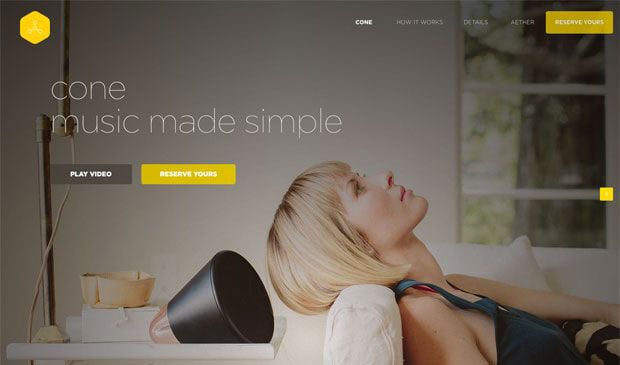 CONE
HOW IT WORKS
DETAILS
AETHER
RESERVE YOURS
cone
music made simple
PLAY VIDEO
RESERVE YOURS